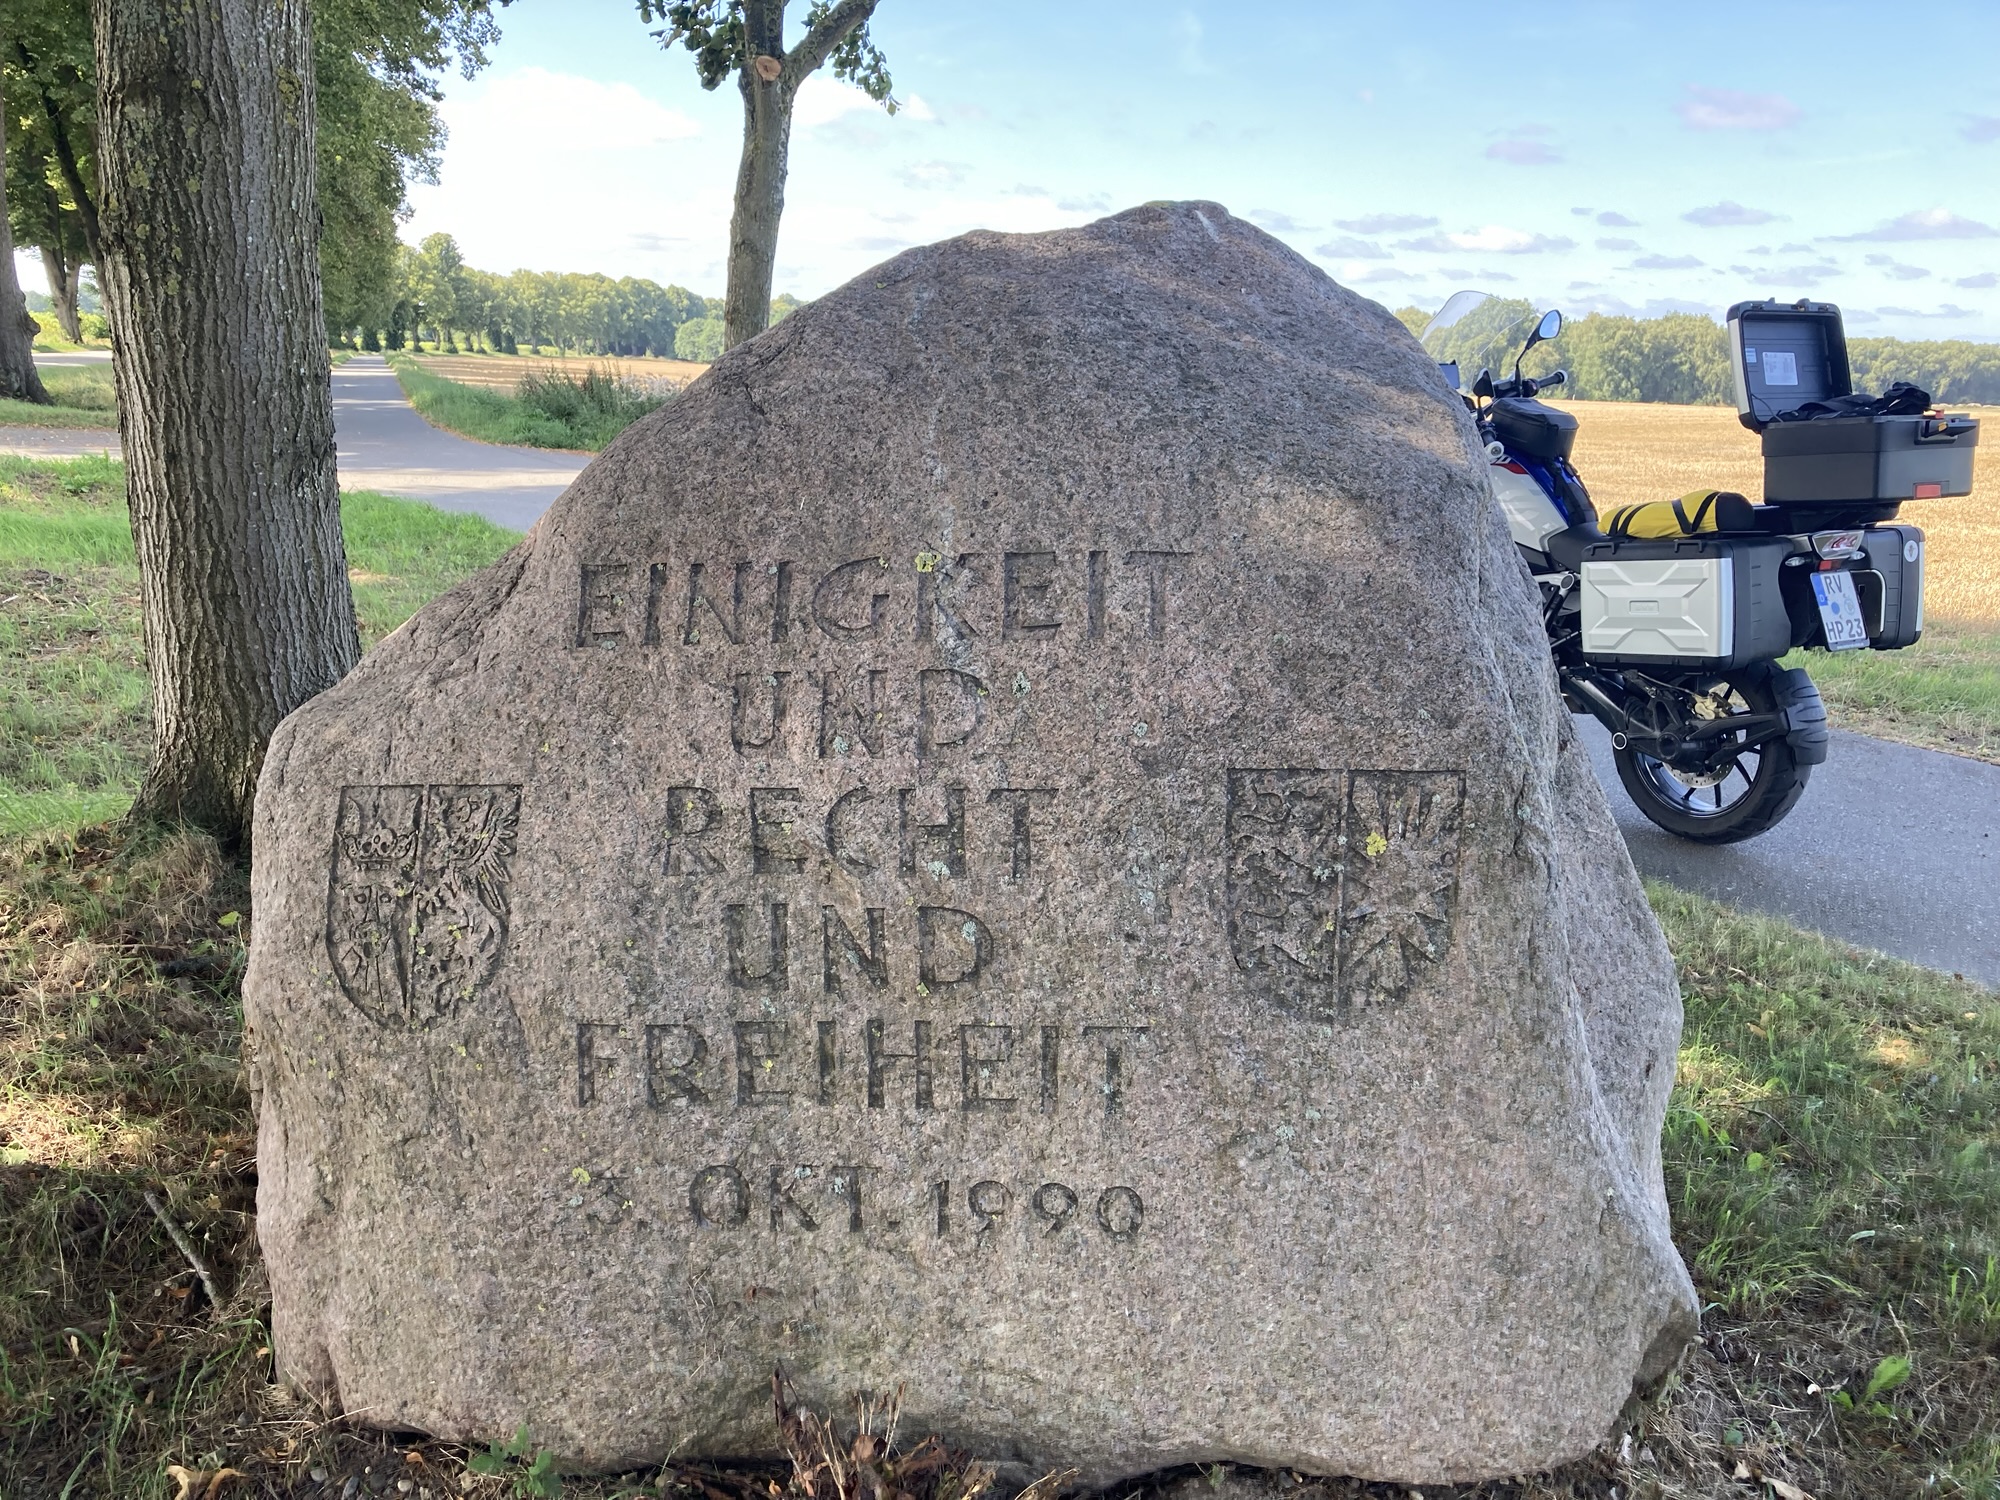 EINIGKEIT
UND
RECHT
UND
FREIHEIT
3. OKT. 1990
RV
HP 23